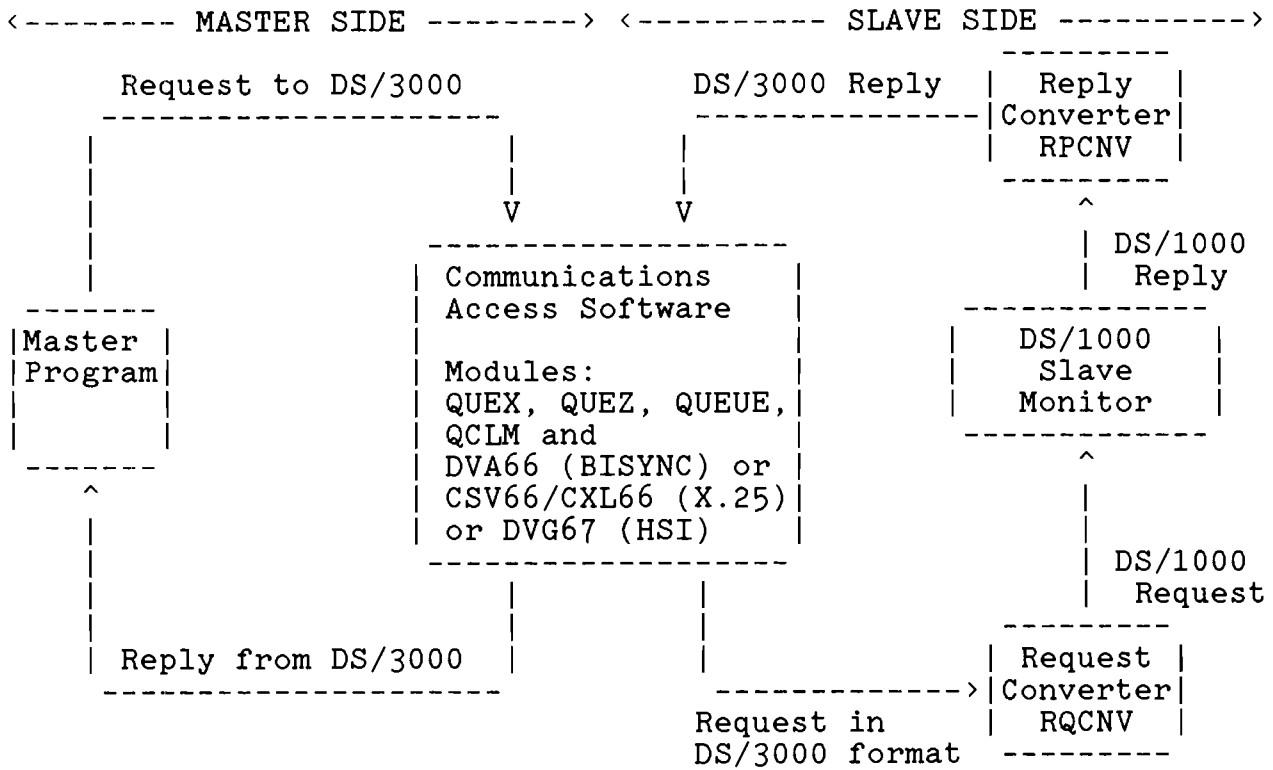 MASTER SIDE
SLAVE SIDE
Request to DS/3000
DS/3000 Reply
Reply
Converter
RPCNV
DS/1000
Reply
Communications
Access Software
Modules:
QUEX, QUEZ, QUEUE,
QCLM and
DVA66 (BISYNC) or
CSV66/CXL66 (X.25)
or DVG67 (HSI)
Master
Program
DS/1000
Slave
Monitor
DS/1000
Request
Reply from DS/3000
Request
Converter
RQCNV
Request in
DS/3000 format